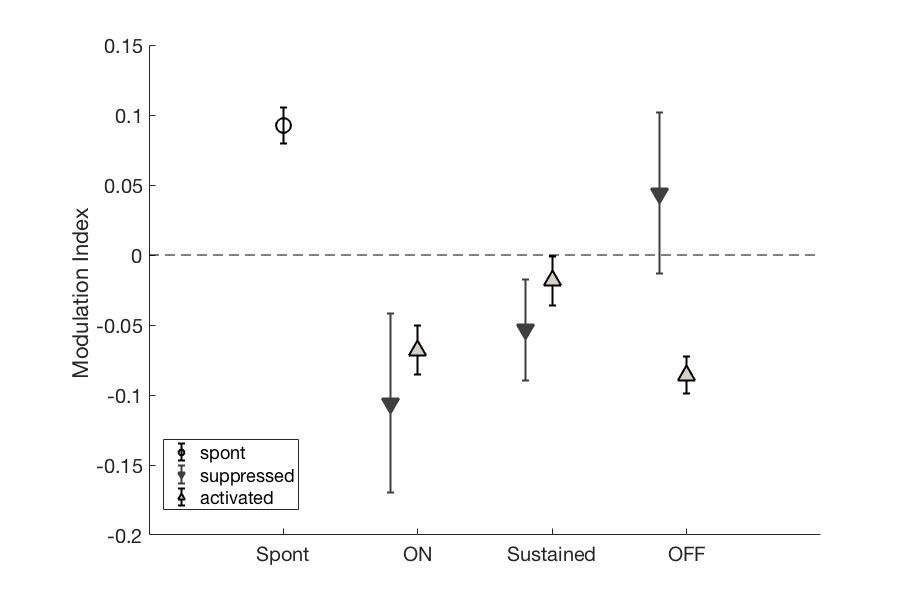 0.15
0.1
0.05
0
-0.05
-0.1
-0.15
-0.2
Modulation Index
spont
suppressed
activated
Spont ON Sustained OFF